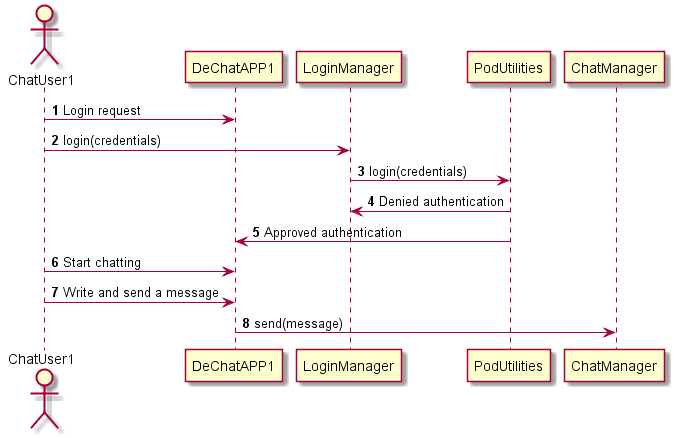 ChatUser1
DeChatAPP1
LoginManager
PodUtilities
ChatManager
1 Login request
2 login(credentials)
3 login(credentials)
4 Denied authentication
5 Approved authentication
6 Start chatting
7 Write and send a message
8 send(message)
ChatUser1
DeChatAPP1
LoginManager
PodUtilities
ChatManager